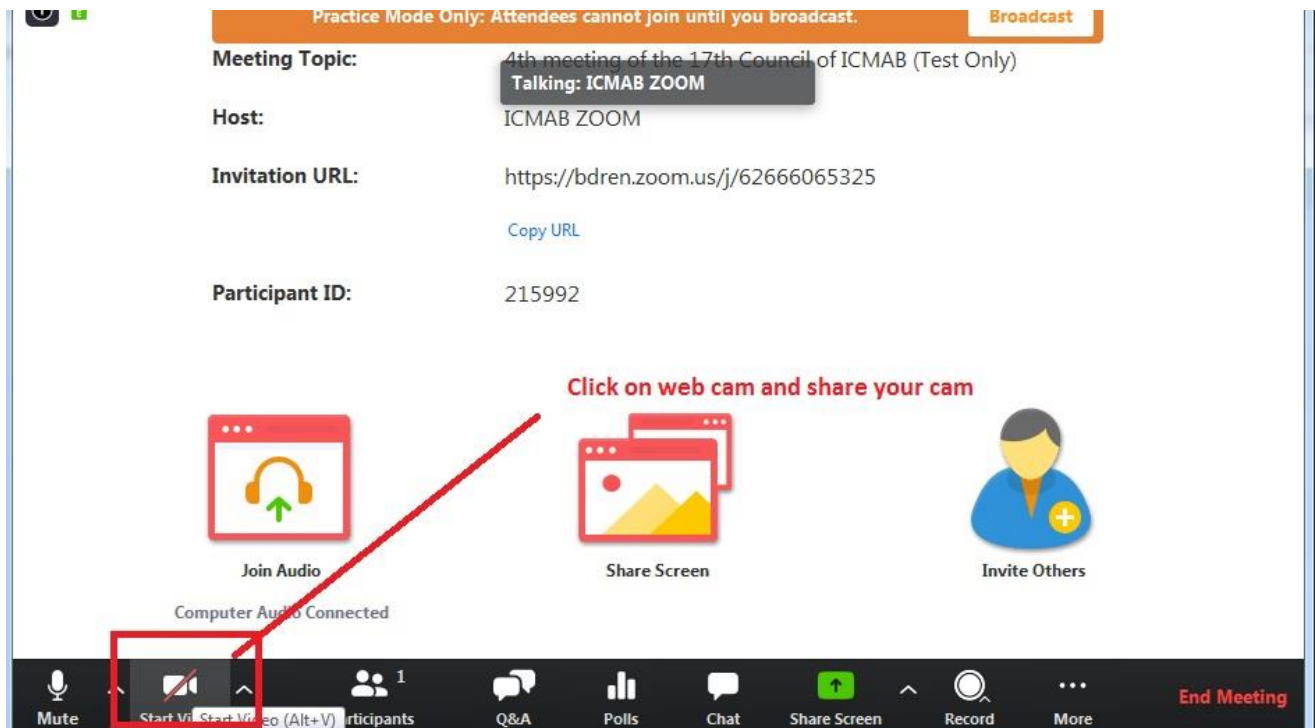 E
Practice Mode Only: Attendees cannot join until you broadcast. Broadcast
Meeting Topic: 4th meeting of the 17th Council of ICMAB (Test Only)
Talking: ICMAB ZOOM
Host: ICMAB ZOOM
Invitation URL: https://bdren.zoom.us/j/62666065325
Copy URL
Participant ID: 215992
Click on web cam and share your cam
Join Audio Share Screen Invite Others
Computer Audio Connected
1
Mute Start Vi Start Video (Alt+V) rticipants Q&A Polls Chat Share Screen Record More End Meeting